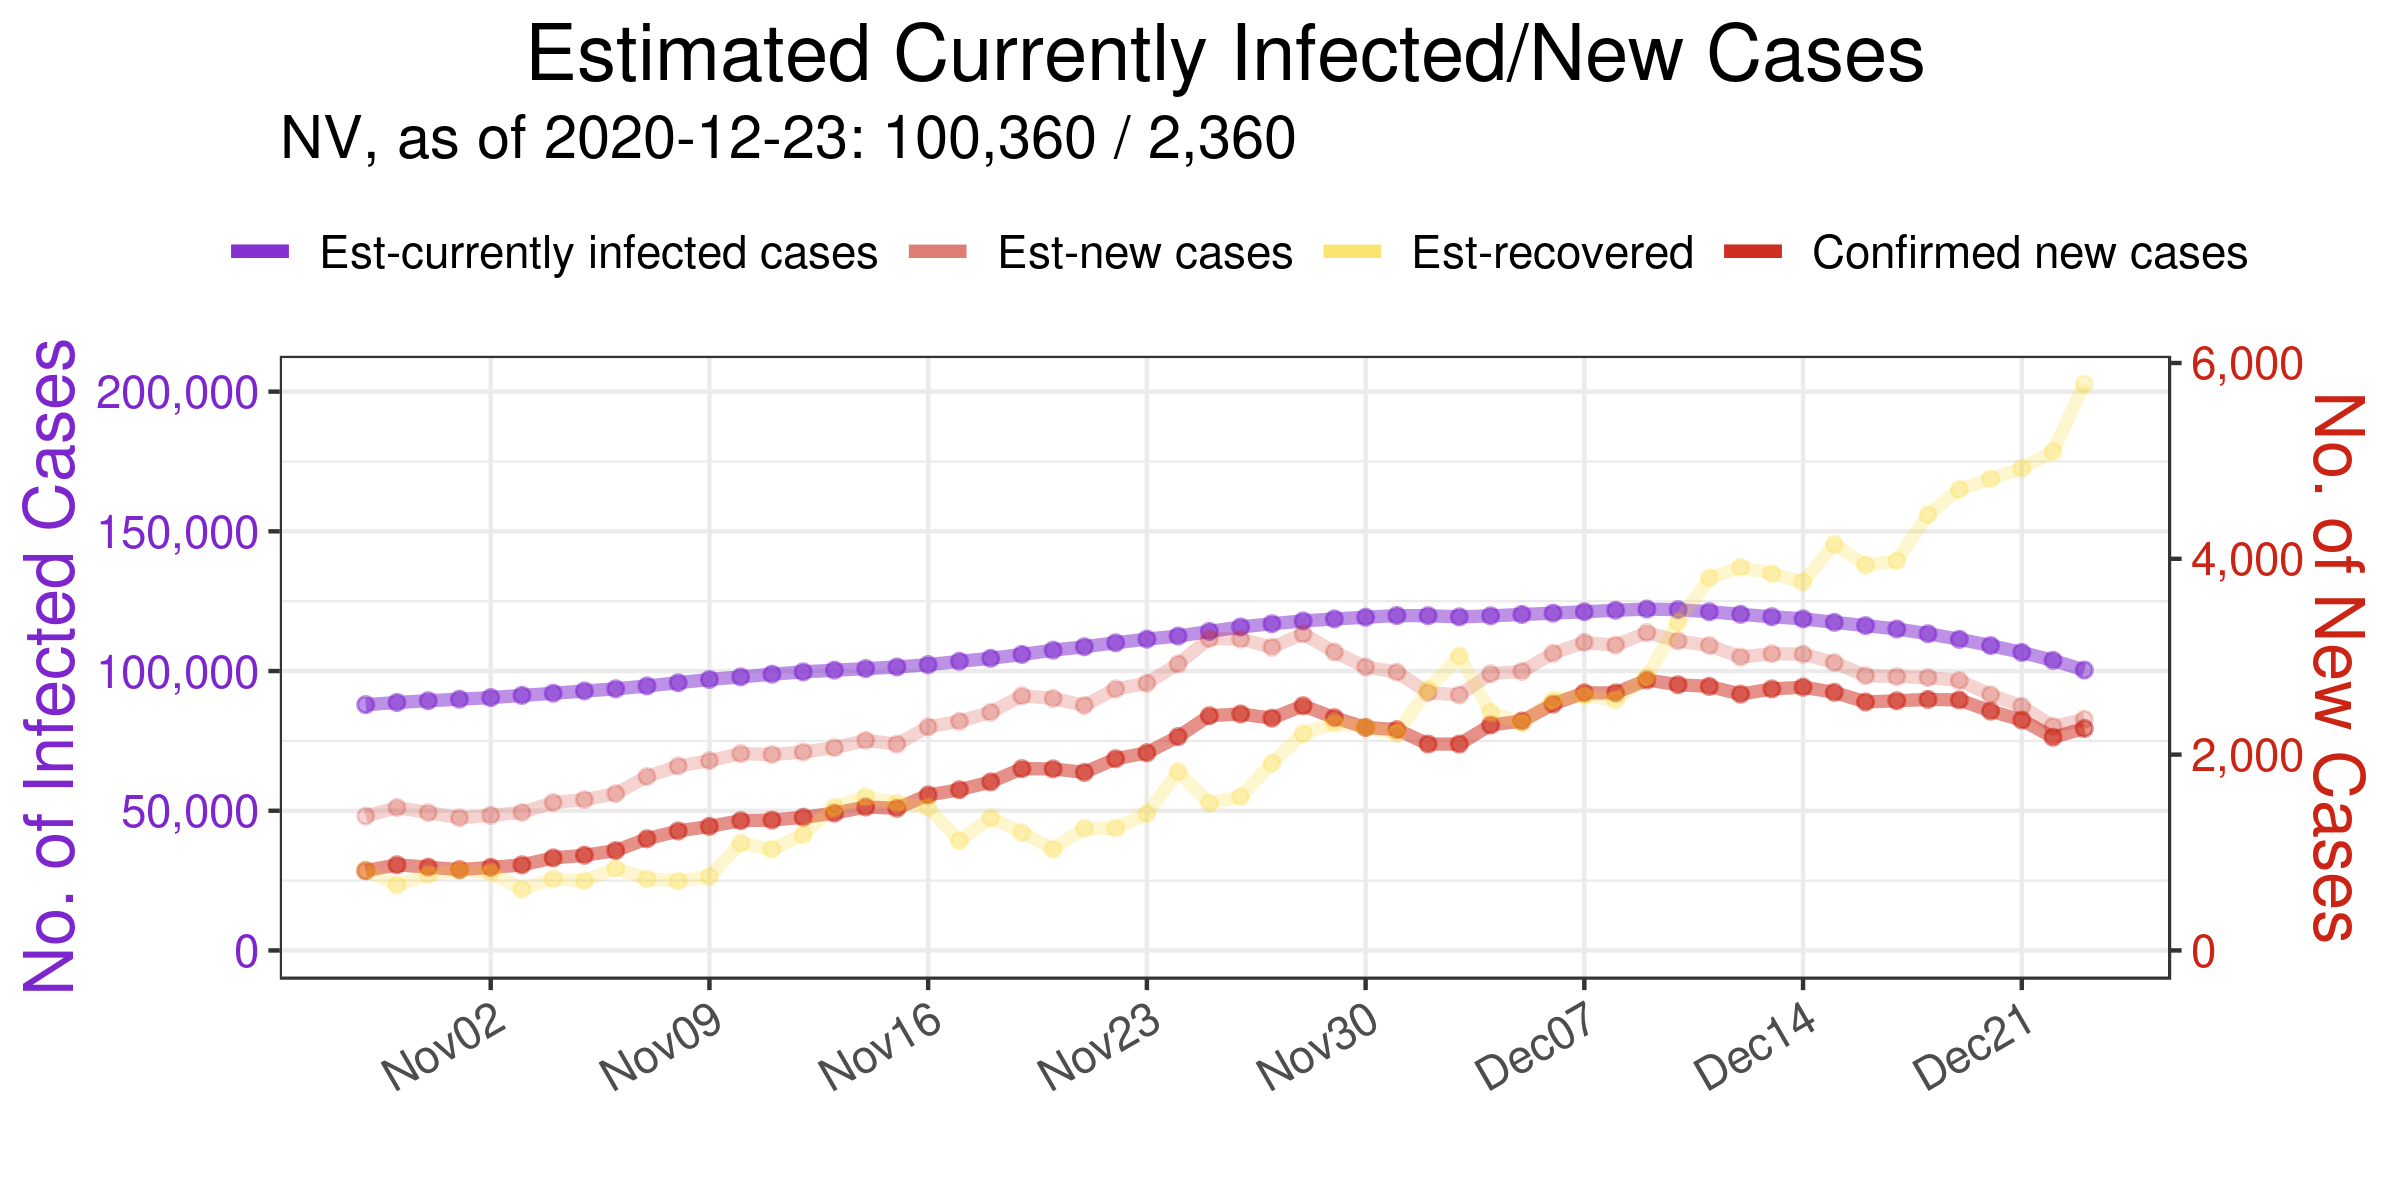 Estimated Currently Infected/New Cases
NV, as of 2020-12-23: 100,360 / 2,360
Est-currently infected cases Est-new cases Est-recovered Confirmed new cases
No. of Infected Cases
200,000
150,000
100,000
50,000
0
6,000
4,000
2,000
0
No. of New Cases
Nov02 Nov09 Nov16 Nov23 Nov30 Dec07 Dec14 Dec21